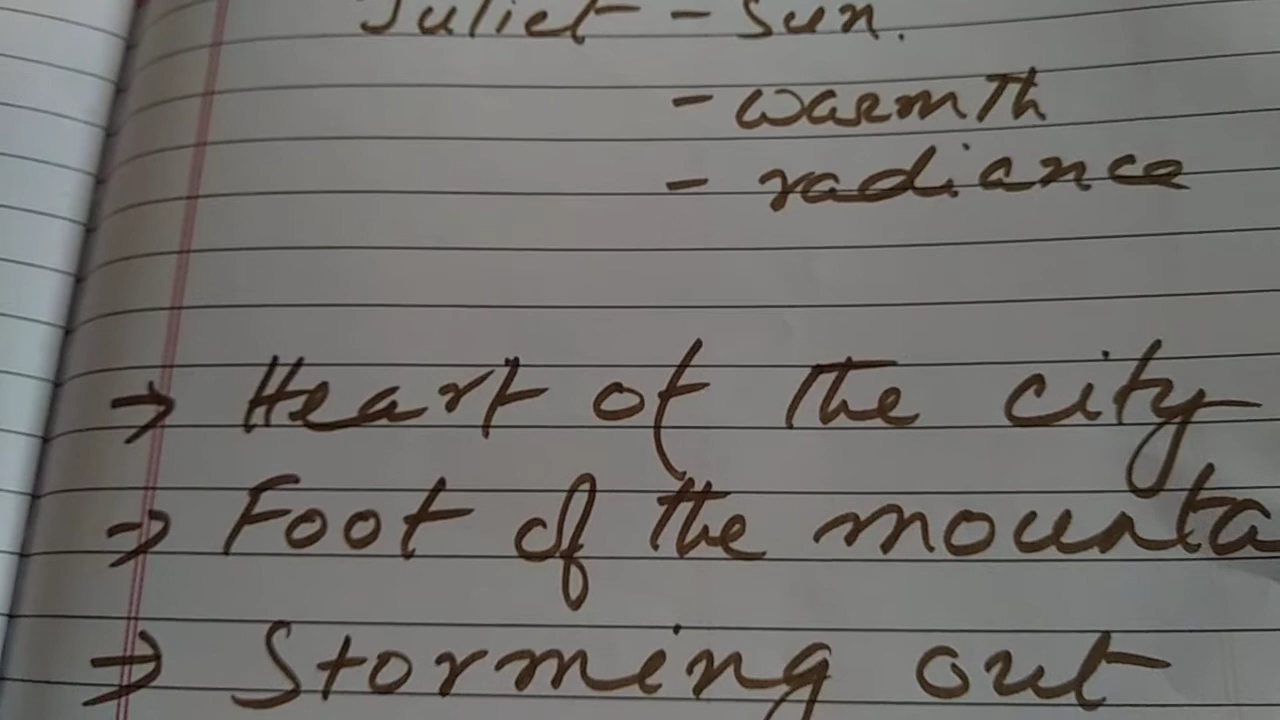 Juliet - Sun.
- warmth
- radiance
→ Heart of the city
→ Foot of the mounta
→ Storming out